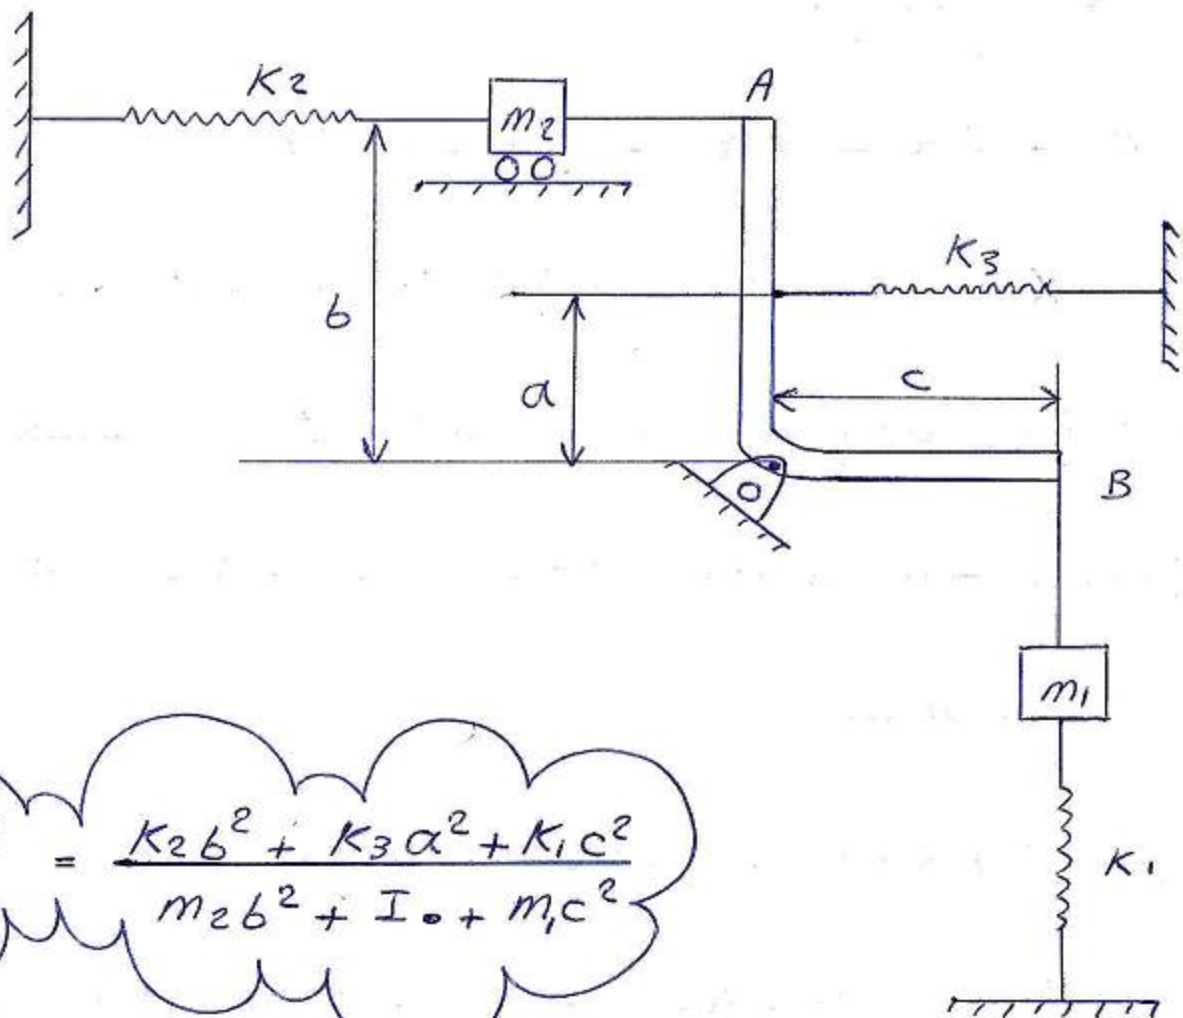 K2
m2
A
K3
b
a
c
O
B
m1
= K2b² + K3a² + K1c²
m2b² + I₀ + m1c²
K1